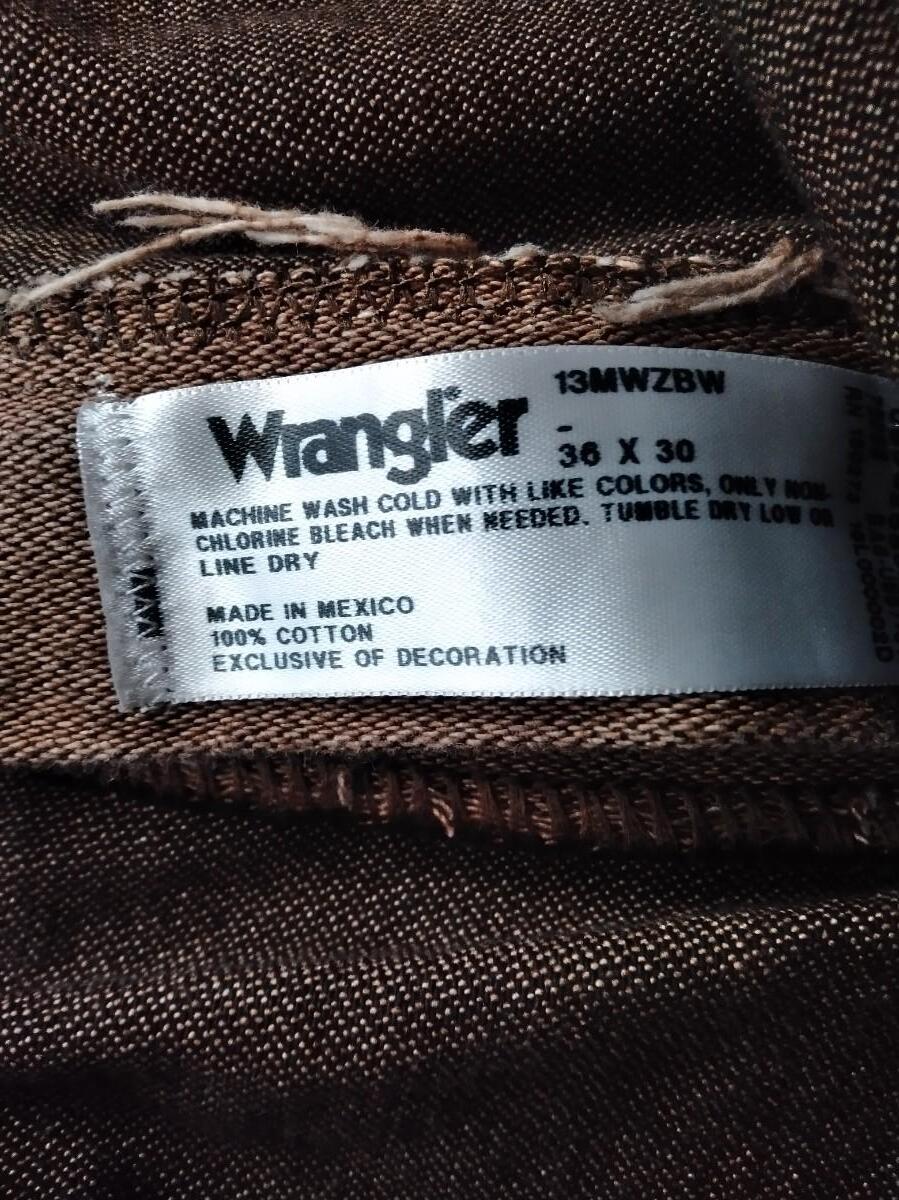 Wrangler
13MWZBW
-
36 X 30
MACHINE WASH COLD WITH LIKE COLORS, ONLY NON-
CHLORINE BLEACH WHEN NEEDED. TUMBLE DRY LOW OR
LINE DRY
MADE IN MEXICO
100% COTTON
EXCLUSIVE OF DECORATION